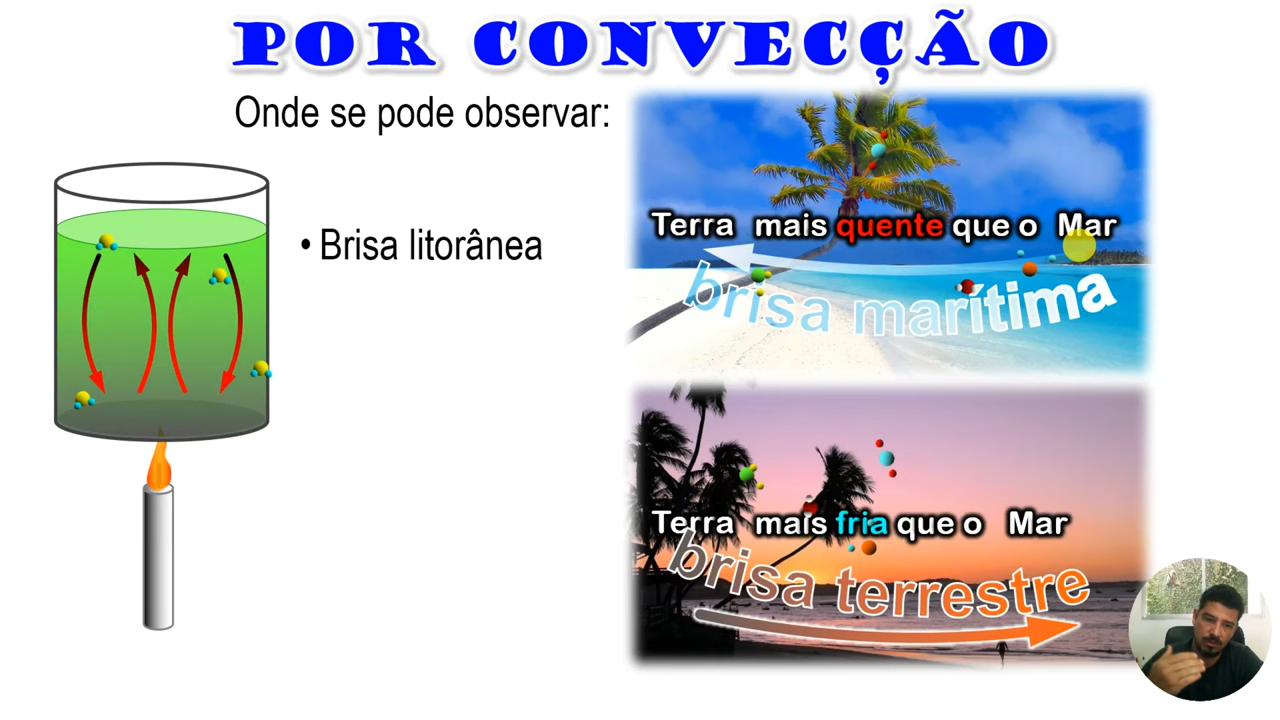 POR CONVECÇÃO
Onde se pode observar:
• Brisa litorânea
Terra mais quente que o Mar
brisa marítima
Terra mais fria que o Mar
brisa terrestre